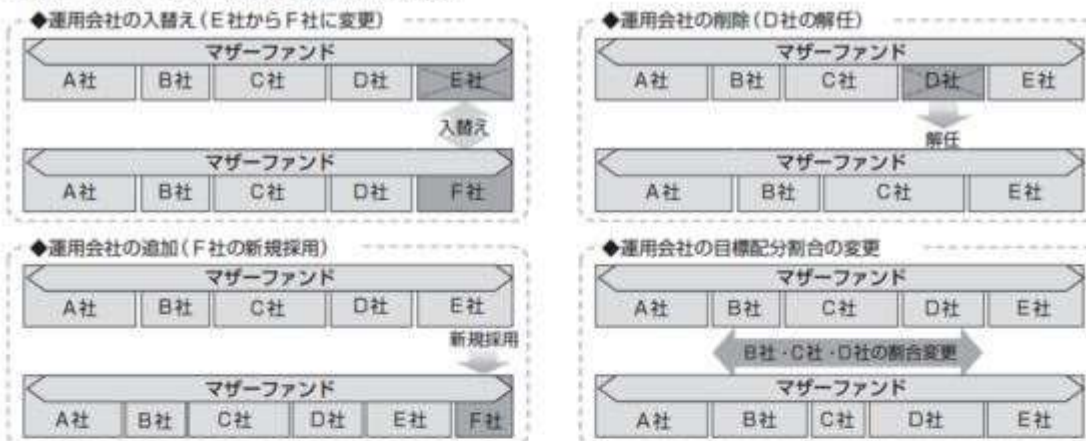 ◆運用会社の入替え(E社からF社に変更)
マザーファンド
A社 B社 C社 D社 E社
入替え
マザーファンド
A社 B社 C社 D社 F社
◆運用会社の削除(D社の解任)
マザーファンド
A社 B社 C社 D社 E社
解任
マザーファンド
A社 B社 C社 E社
◆運用会社の追加(F社の新規採用)
マザーファンド
A社 B社 C社 D社 E社
新規採用
マザーファンド
A社 B社 C社 D社 E社 F社
◆運用会社の目標配分割合の変更
マザーファンド
A社 B社 C社 D社 E社
B社・C社・D社の割合変更
マザーファンド
A社 B社 C社 D社 E社